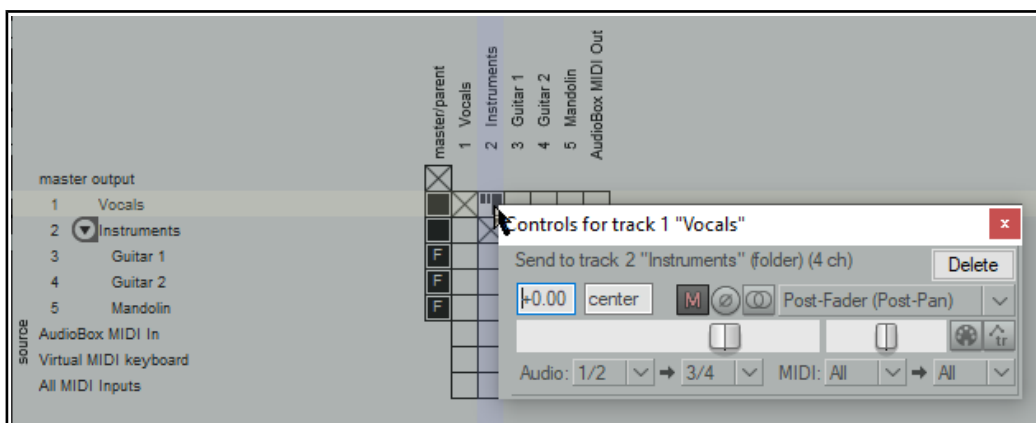 master/parent
1 Vocals
2 Instruments
3 Guitar 1
4 Guitar 2
5 Mandolin
AudioBox MIDI Out
source
master output
1 Vocals
2 Instruments
3 Guitar 1 F
4 Guitar 2 F
5 Mandolin F
AudioBox MIDI In
Virtual MIDI keyboard
All MIDI Inputs
Controls for track 1 "Vocals" x
Send to track 2 "Instruments" (folder) (4 ch) Delete
+0.00 center M Post-Fader (Post-Pan)
tr
Audio: 1/2 → 3/4 MIDI: All → All